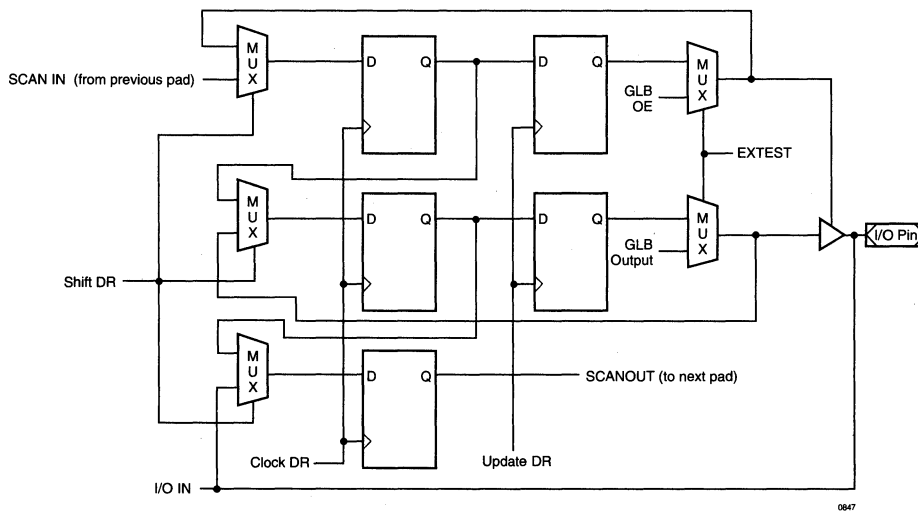 MUX
SCAN IN (from previous pad)
D Q
D Q
GLB OE
MUX
EXTEST
MUX
D Q
D Q
GLB Output
MUX
I/O Pin
Shift DR
MUX
D Q
SCANOUT (to next pad)
Clock DR
Update DR
I/O IN
0847